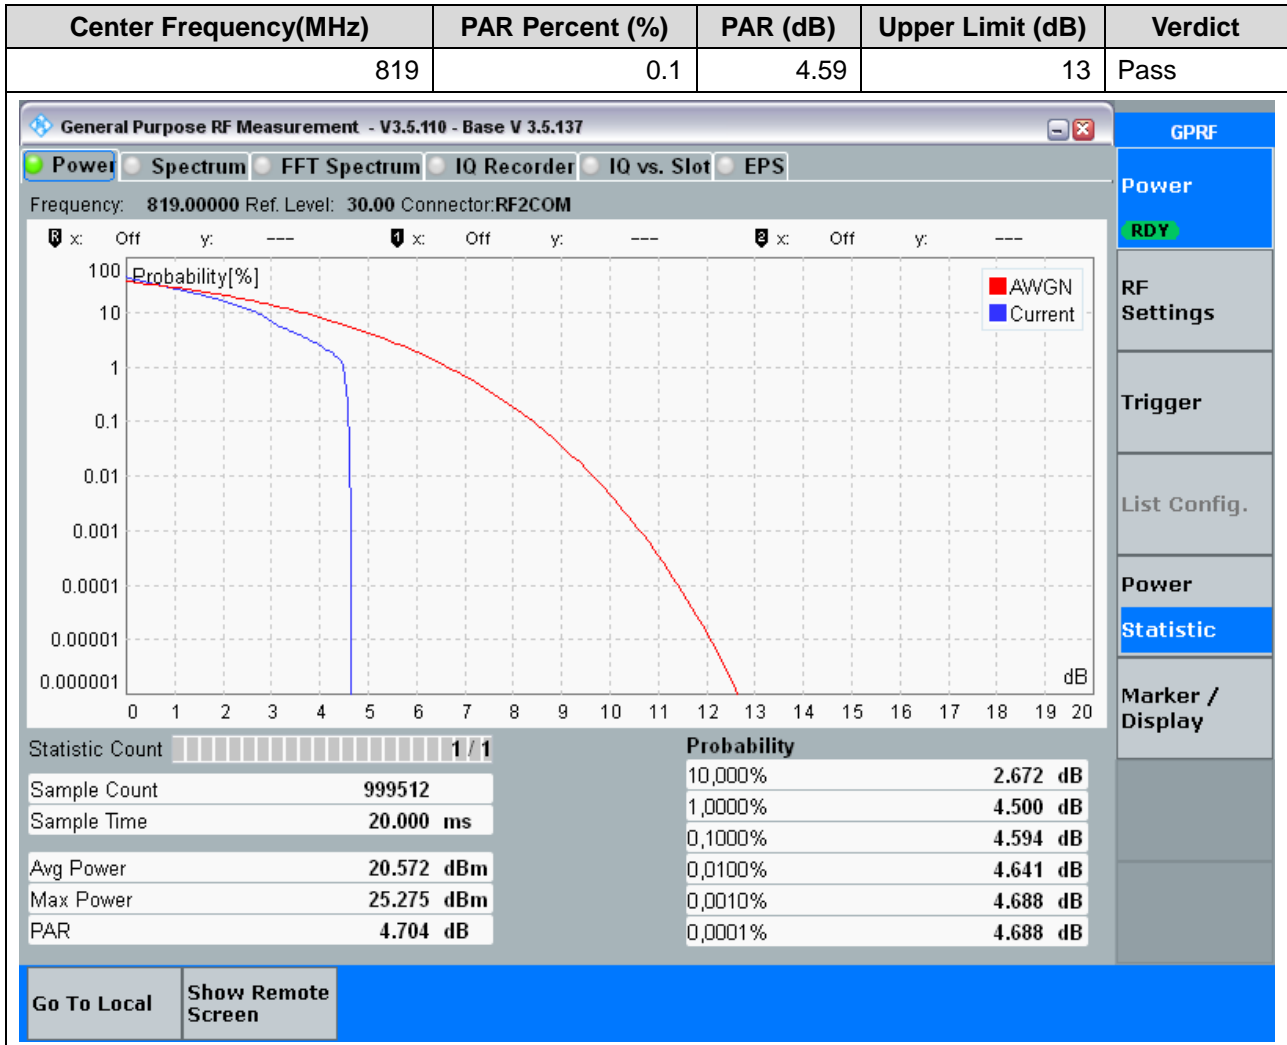 Center Frequency(MHz) PAR Percent (%) PAR (dB) Upper Limit (dB) Verdict
819 0.1 4.59 13 Pass
General Purpose RF Measurement - V3.5.110 - Base V 3.5.137
GPRF
Power Spectrum FFT Spectrum IQ Recorder IQ vs. Slot EPS
Frequency: 819.00000 Ref. Level: 30.00 Connector:RF2COM
R x: Off y: --- 1 x: Off y: --- 2 x: Off y: ---
Probability[%]
AWGN
Current
100
10
1
0.1
0.01
0.001
0.0001
0.00001
0.000001
dB
0 1 2 3 4 5 6 7 8 9 10 11 12 13 14 15 16 17 18 19 20
Statistic Count 1 / 1
Sample Count 999512
Sample Time 20.000 ms
Avg Power 20.572 dBm
Max Power 25.275 dBm
PAR 4.704 dB
Probability
10,000% 2.672 dB
1,0000% 4.500 dB
0,1000% 4.594 dB
0,0100% 4.641 dB
0,0010% 4.688 dB
0,0001% 4.688 dB
Power
RDY
RF
Settings
Trigger
List Config.
Power
Statistic
Marker /
Display
Go To Local
Show Remote
Screen